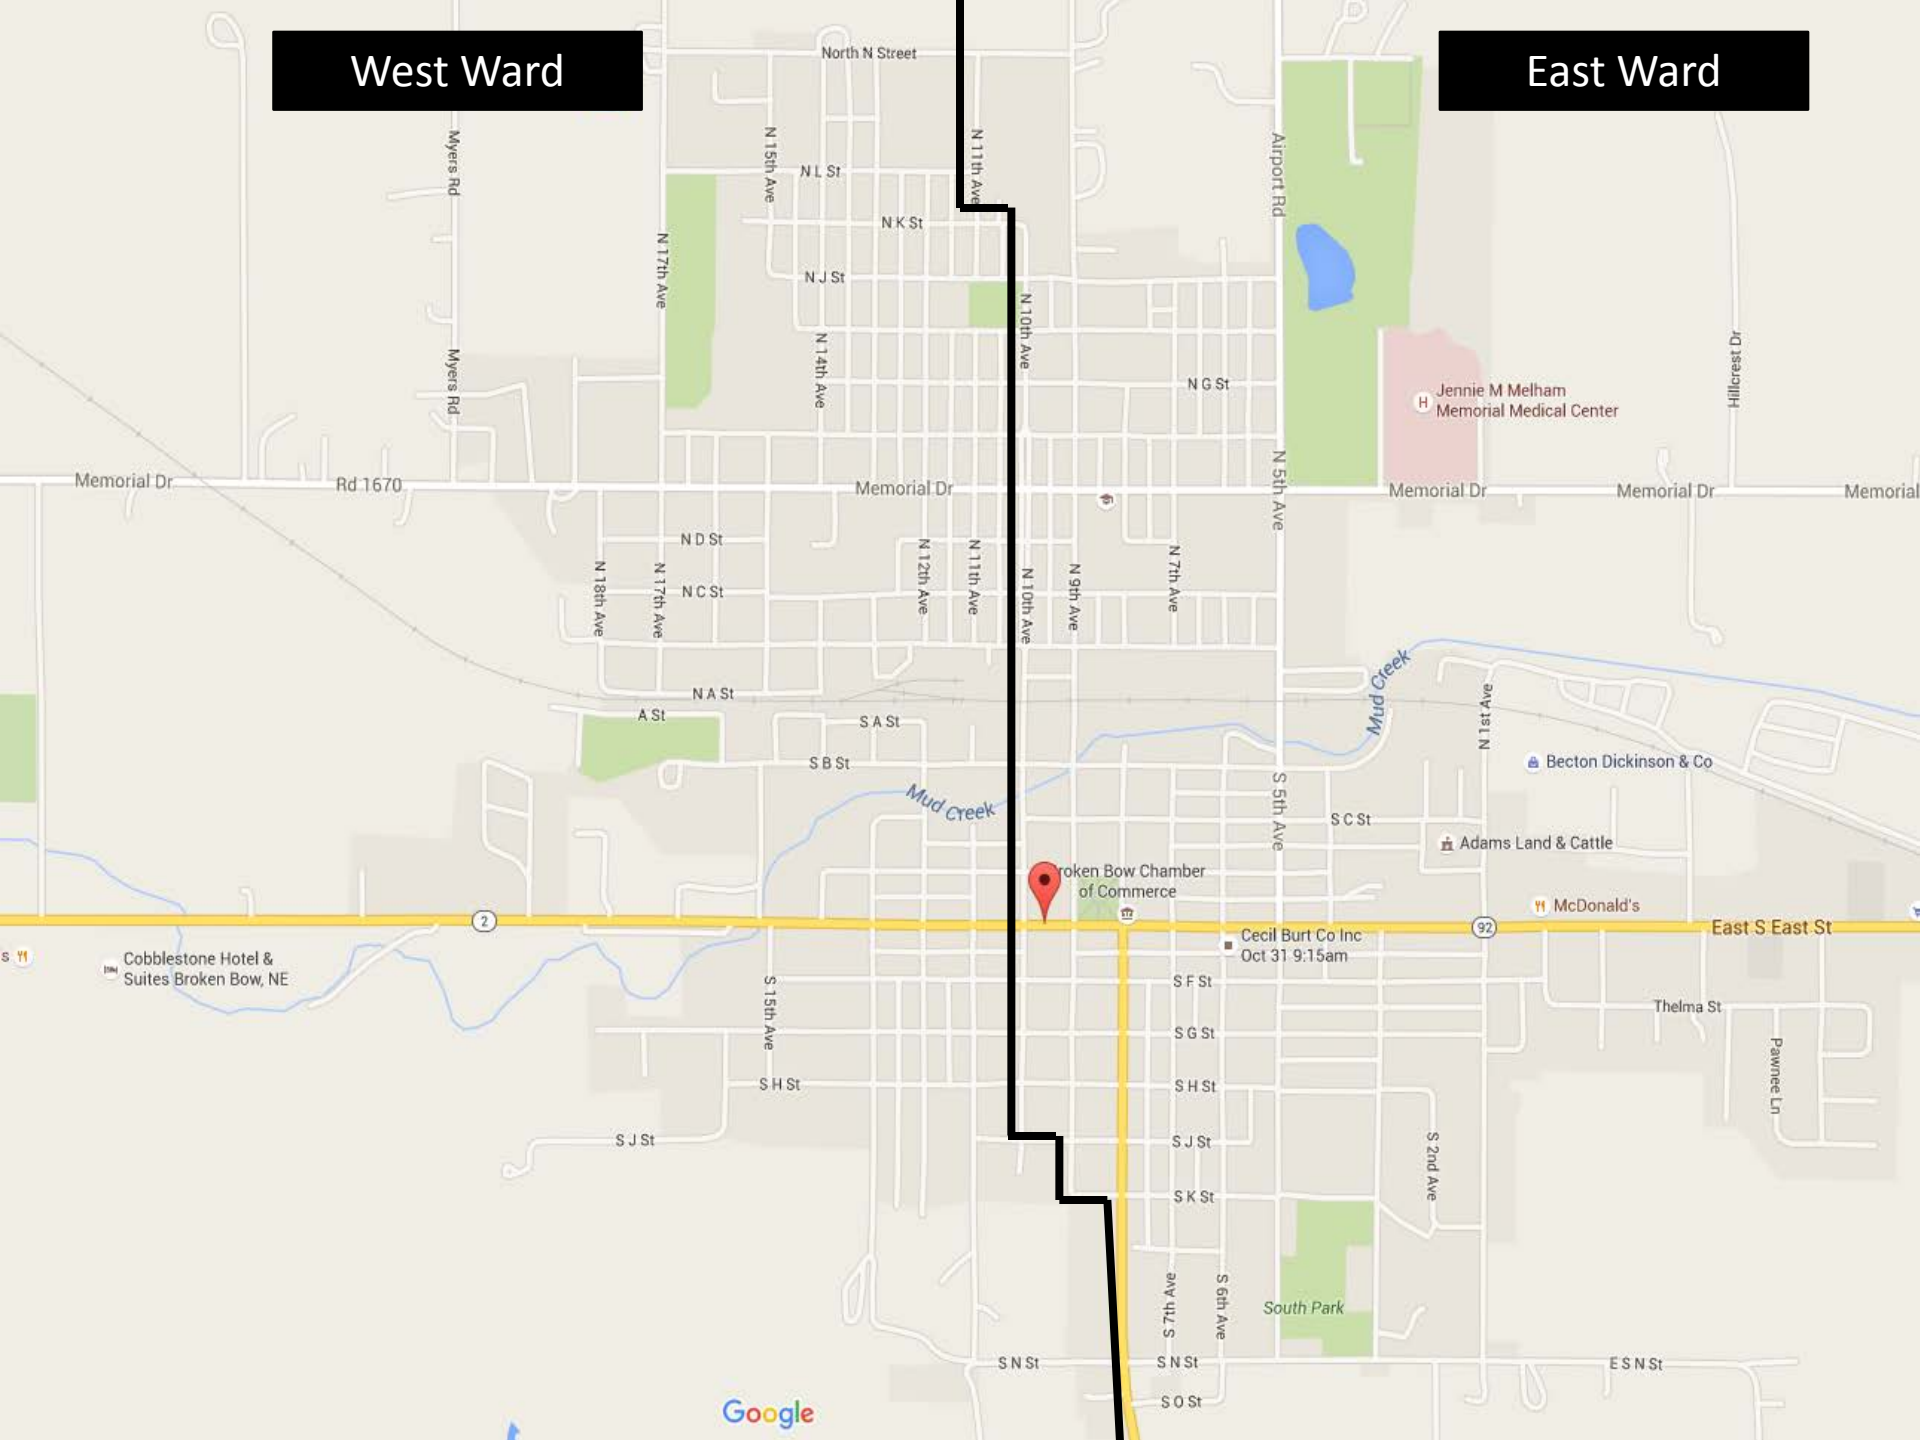 West Ward
East Ward
North N Street
Myers Rd
N 15th Ave
N 11th Ave
Airport Rd
N L St
N K St
N 17th Ave
N J St
N 10th Ave
N 14th Ave
Myers Rd
Hillcrest Dr
N G St
H
Jennie M Melham
Memorial Medical Center
Memorial Dr
Rd 1670
Memorial Dr
N 5th Ave
Memorial Dr
Memorial Dr
Memorial
N D St
N 12th Ave
N 11th Ave
N 7th Ave
N 18th Ave
N 17th Ave
N C St
N 10th Ave
N 9th Ave
Mud Creek
N A St
A St
S A St
N 1st Ave
S B St
Becton Dickinson & Co
S 5th Ave
Mud Creek
S C St
Adams Land & Cattle
roken Bow Chamber
of Commerce
McDonald's
2
92
East S East St
Cecil Burt Co Inc
Oct 31 9:15am
s
Cobblestone Hotel &
Suites Broken Bow, NE
S 15th Ave
S F St
Thelma St
S G St
Pawnee Ln
S H St
S H St
S J St
S J St
S 2nd Ave
S K St
S 7th Ave
S 6th Ave
South Park
S N St
S N St
E S N St
S O St
Google